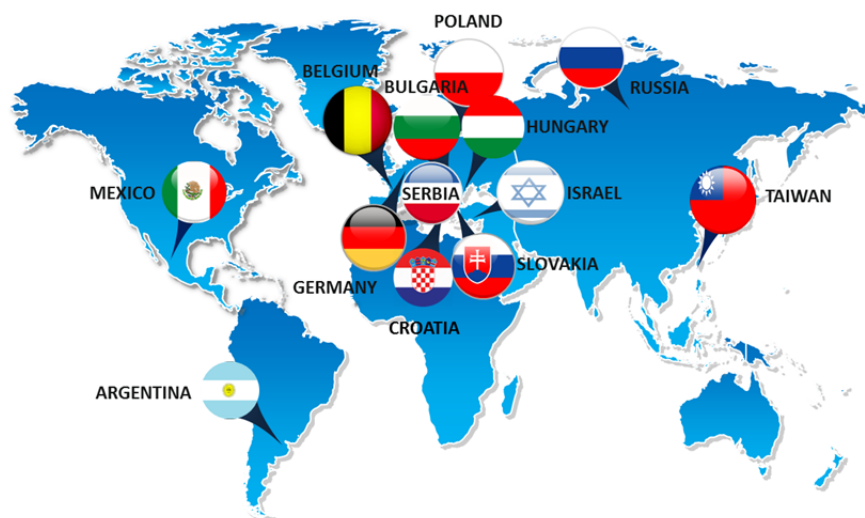 POLAND
BELGIUM
BULGARIA
RUSSIA
HUNGARY
MEXICO
SERBIA
ISRAEL
TAIWAN
SLOVAKIA
GERMANY
CROATIA
ARGENTINA